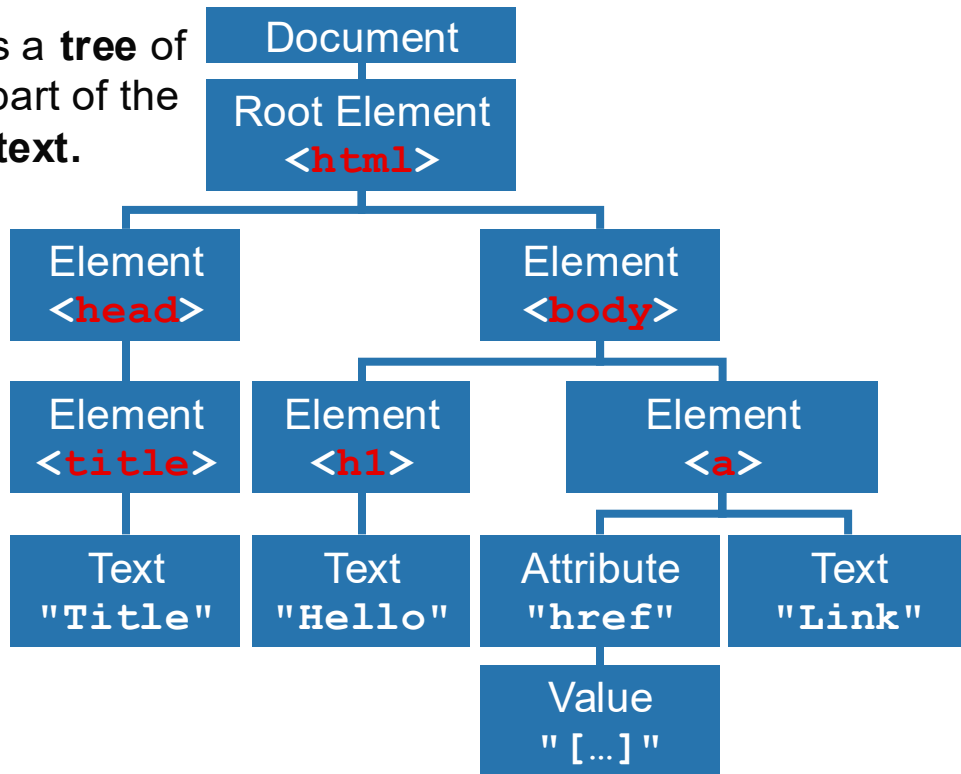 s a tree of
part of the
text.
Document
Root Element
<html>
Element
<head>
Element
<body>
Element
<title>
Element
<h1>
Element
<a>
Text
"Title"
Text
"Hello"
Attribute
"href"
Text
"Link"
Value
"[…]"